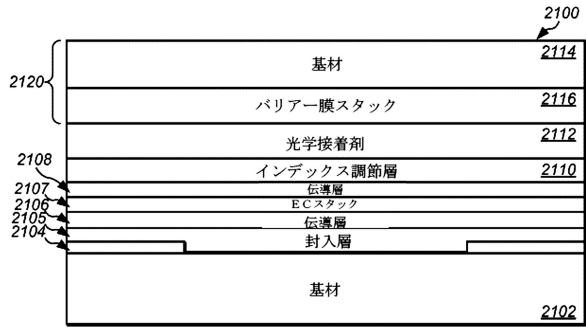 2100
2114
基材
2120
バリアー膜スタック
2116
光学接着剤
2112
2108
インデックス調節層
2110
2107
伝導層
2106
ECスタック
2105
伝導層
2104
封入層
基材
2102